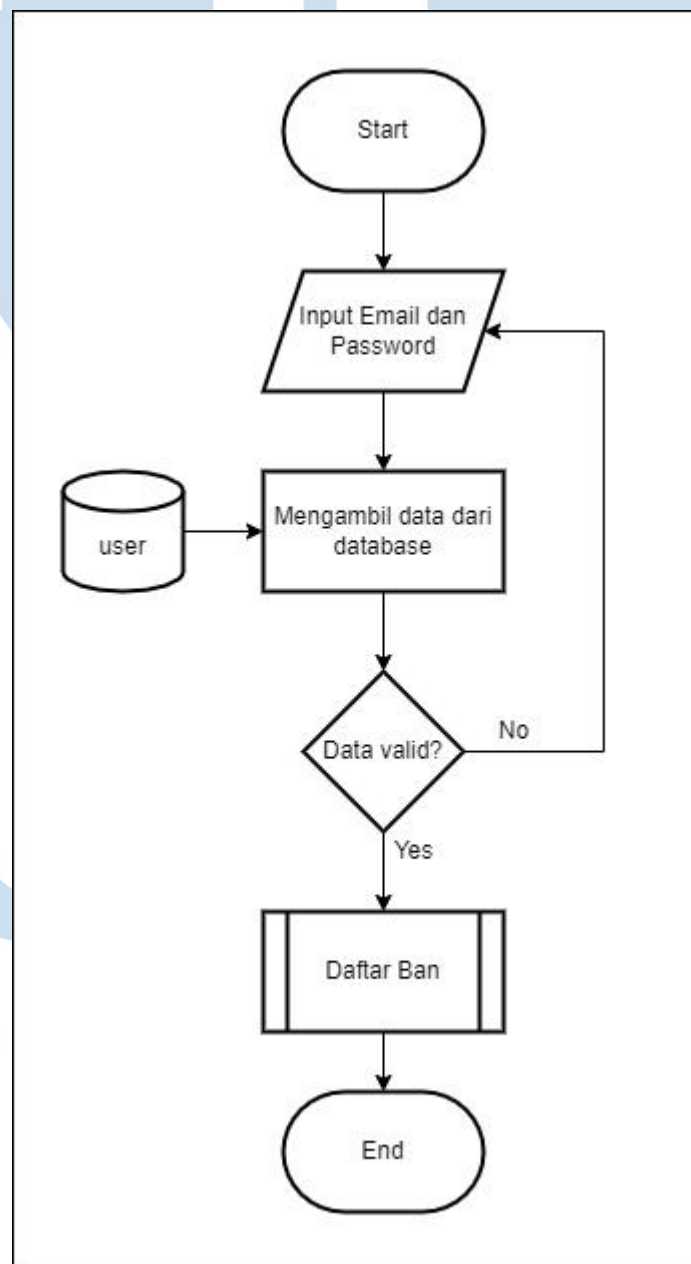 Start
Input Email dan
Password
Mengambil data dari
database
user
Data valid?
No
Yes
Daftar Ban
End